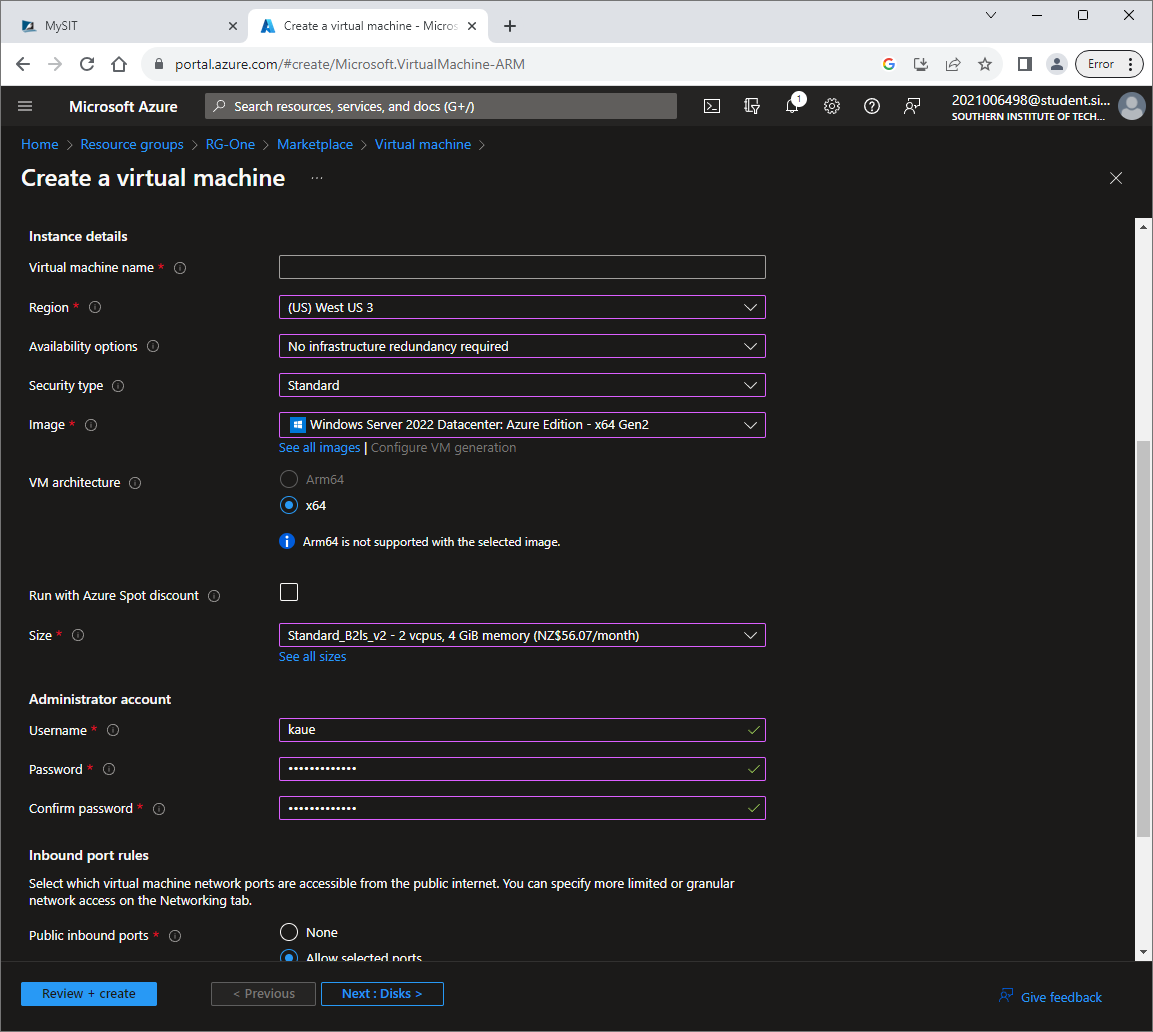 MySIT
Create a virtual machine - Micros
portal.azure.com/#create/Microsoft.VirtualMachine-ARM
Error
Microsoft Azure
Search resources, services, and docs (G+/)
1
2021006498@student.si...
SOUTHERN INSTITUTE OF TECH...
Home > Resource groups > RG-One > Marketplace > Virtual machine >
Create a virtual machine ...
Instance details
Virtual machine name *
Region * (US) West US 3
Availability options No infrastructure redundancy required
Security type Standard
Image * Windows Server 2022 Datacenter: Azure Edition - x64 Gen2
See all images | Configure VM generation
VM architecture Arm64
x64
Arm64 is not supported with the selected image.
Run with Azure Spot discount
Size * Standard_B2ls_v2 - 2 vcpus, 4 GiB memory (NZ$56.07/month)
See all sizes
Administrator account
Username * kaue
Password * •••••••••••••
Confirm password * •••••••••••••
Inbound port rules
Select which virtual machine network ports are accessible from the public internet. You can specify more limited or granular
network access on the Networking tab.
Public inbound ports * None
Allow selected ports
Review + create < Previous Next : Disks > Give feedback